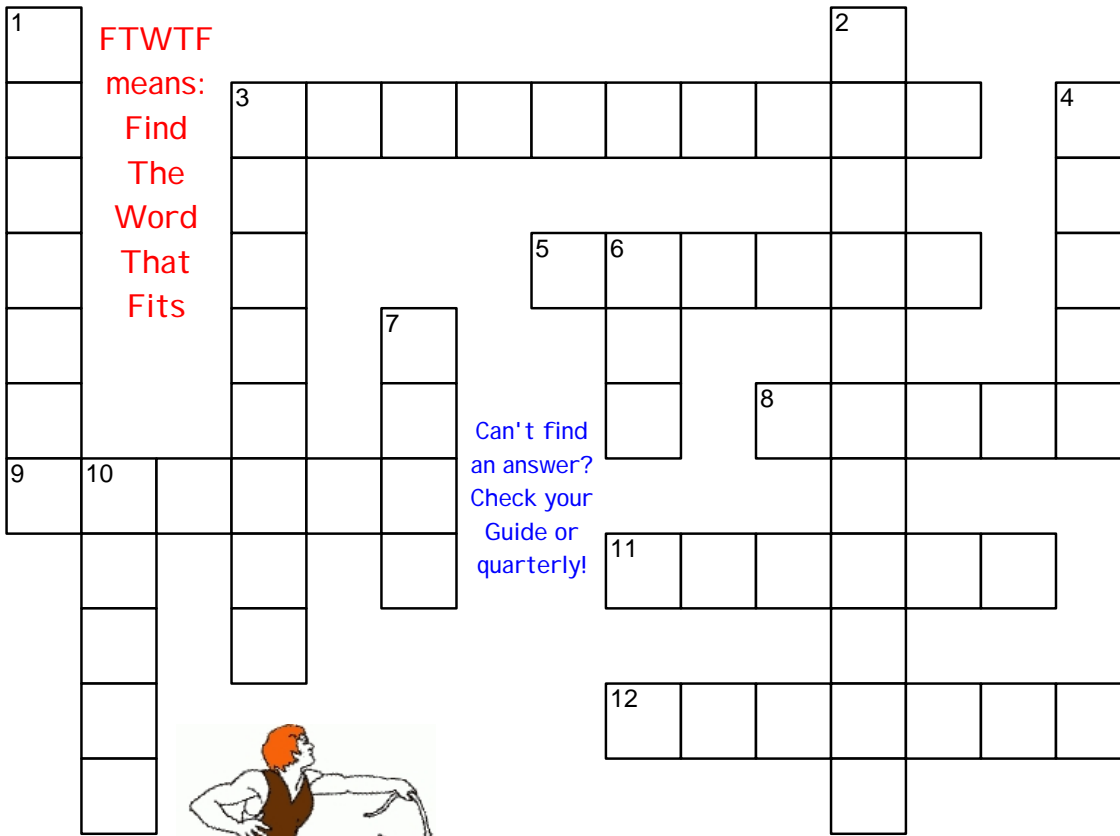 1
2
FTWTF
means:
Find
The
Word
That
Fits
3
4
5
6
7
8
Can't find
an answer?
Check your
Guide or
quarterly!
9
10
11
12